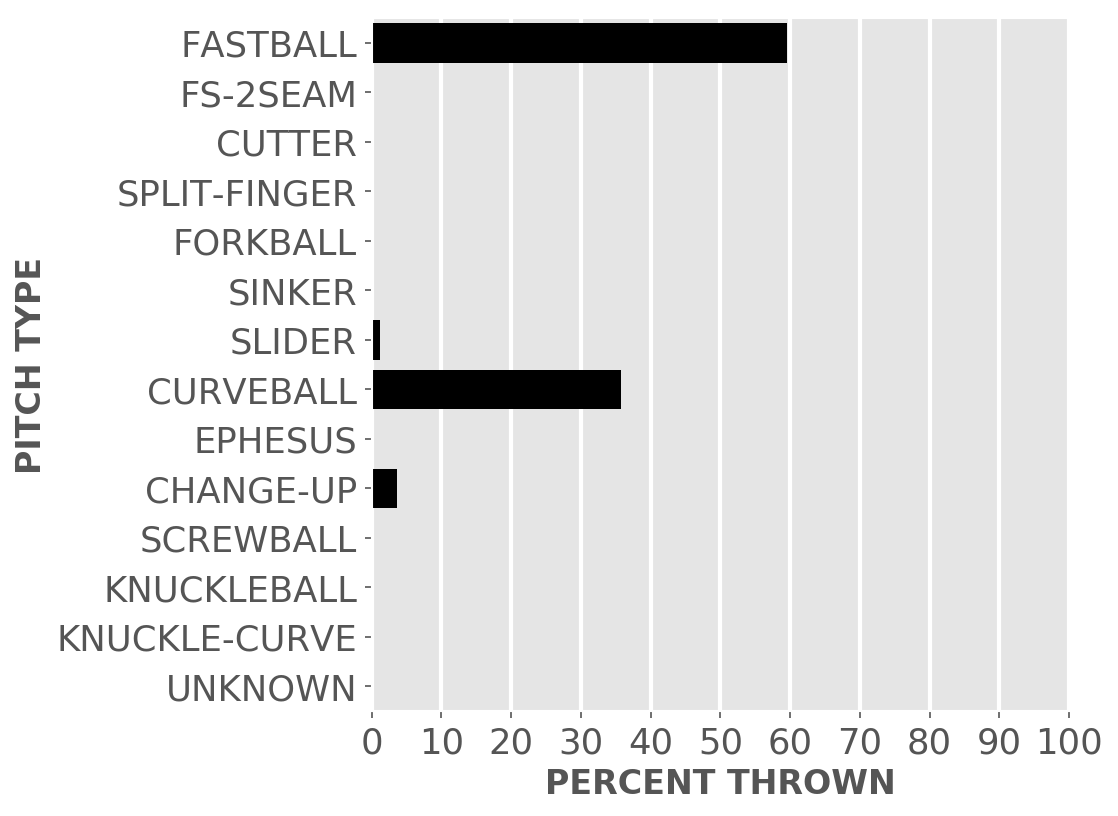 FASTBALL
FS-2SEAM
CUTTER
SPLIT-FINGER
FORKBALL
SINKER
SLIDER
CURVEBALL
EPHESUS
CHANGE-UP
SCREWBALL
KNUCKLEBALL
KNUCKLE-CURVE
UNKNOWN
PITCH TYPE
0 10 20 30 40 50 60 70 80 90 100
PERCENT THROWN